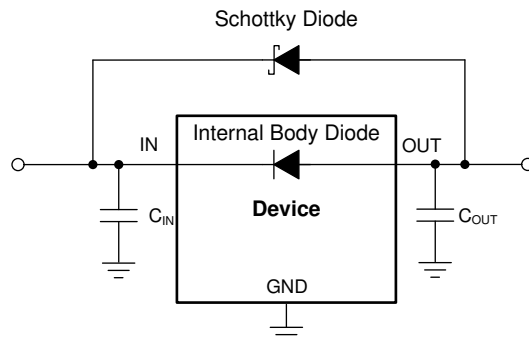 Schottky Diode
Internal Body Diode
IN
OUT
Device
C_IN
C_OUT
GND